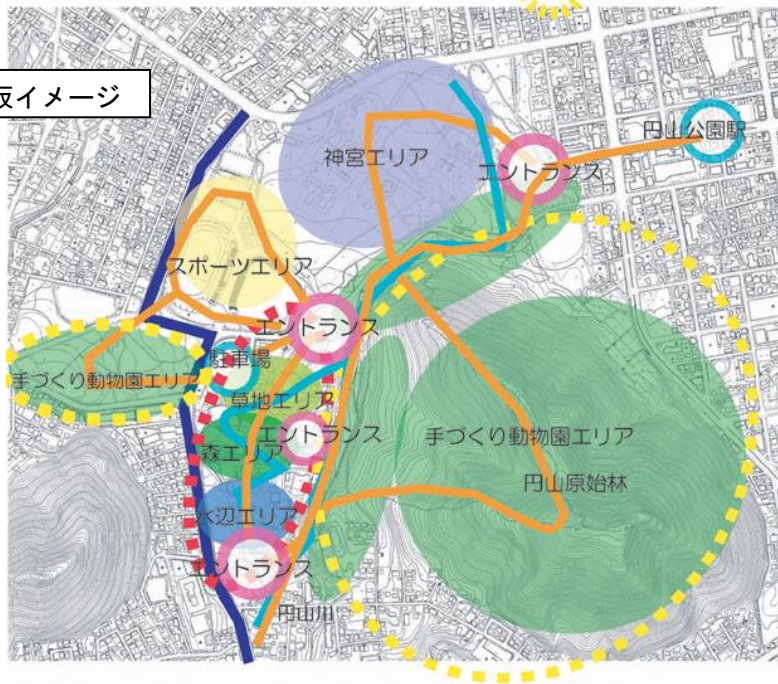 仮イメージ
円山公園駅
神宮エリア
エントランス
スポーツエリア
エントランス
駐車場
手づくり動物園エリア
草地エリア
エントランス
森エリア
手づくり動物園エリア
円山原始林
水辺エリア
エントランス
円山川